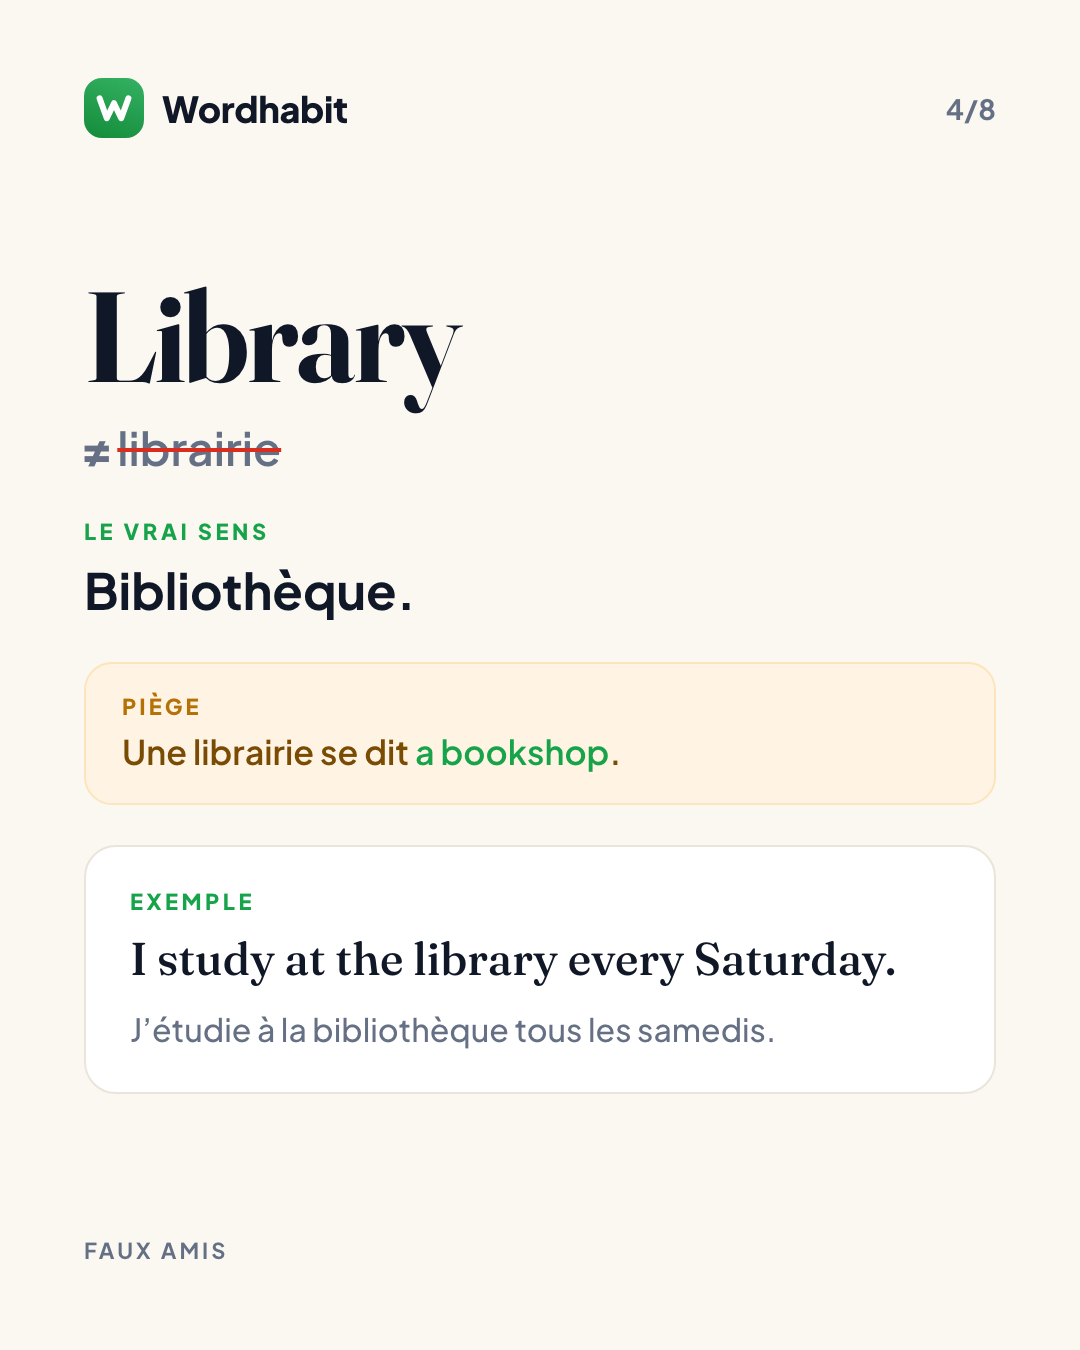 Wordhabit
4/8
Library
≠ librairie
LE VRAI SENS
Bibliothèque.
PIÈGE
Une librairie se dit a bookshop.
EXEMPLE
I study at the library every Saturday.
J’étudie à la bibliothèque tous les samedis.
FAUX AMIS